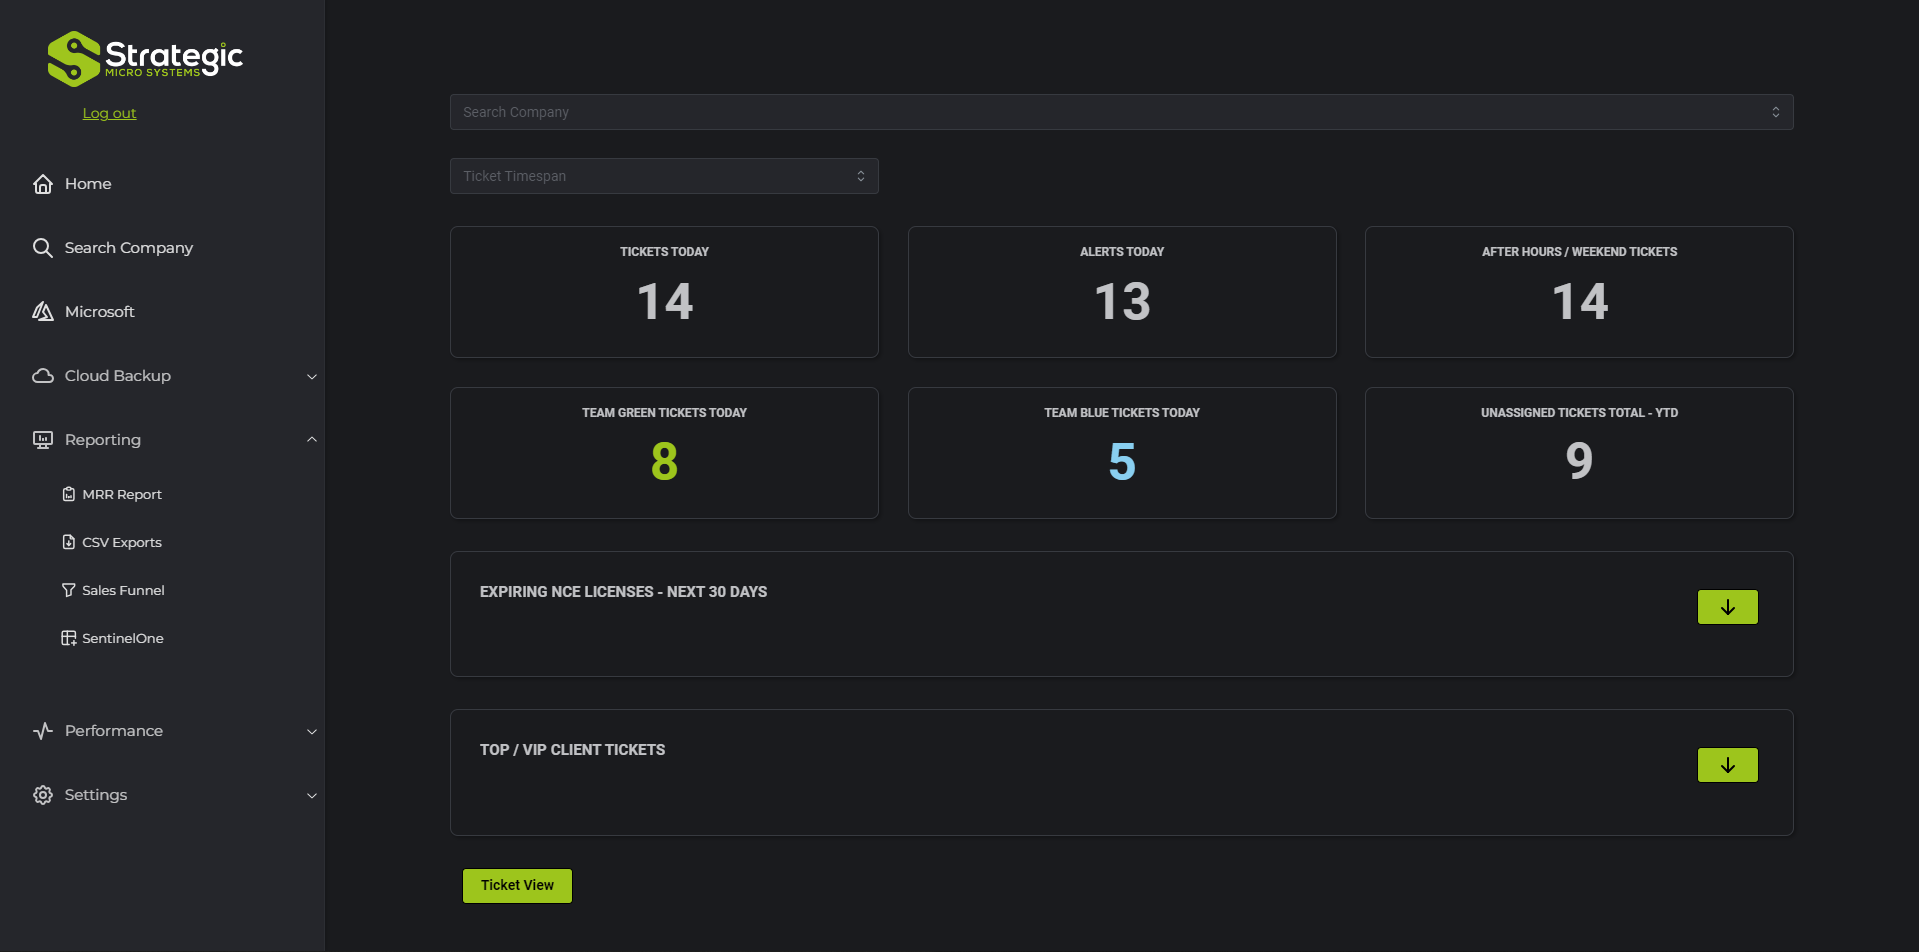 Strategic
MICRO SYSTEMS
Log out
Home
Search Company
Microsoft
Cloud Backup
Reporting
MRR Report
CSV Exports
Sales Funnel
SentinelOne
Performance
Settings
Search Company
Ticket Timespan
TICKETS TODAY
14
ALERTS TODAY
13
AFTER HOURS / WEEKEND TICKETS
14
TEAM GREEN TICKETS TODAY
8
TEAM BLUE TICKETS TODAY
5
UNASSIGNED TICKETS TOTAL - YTD
9
EXPIRING NCE LICENSES - NEXT 30 DAYS
TOP / VIP CLIENT TICKETS
Ticket View